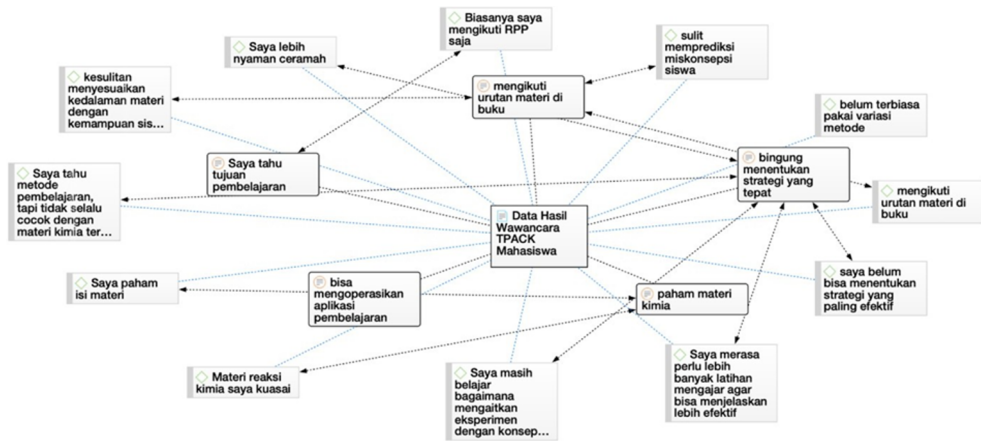 Biasanya saya
mengikuti RPP
saja
Saya lebih
nyaman ceramah
sulit
memprediksi
miskonsepsi
siswa
kesulitan
menyesuaikan
kedalaman materi
dengan
kemampuan sis...
mengikuti
urutan materi di
buku
belum terbiasa
pakai variasi
metode
Saya tahu
tujuan
pembelajaran
bingung
menentukan
strategi yang
tepat
Saya tahu
metode
pembelajaran,
tapi tidak selalu
cocok dengan
materi kimia ter...
mengikuti
urutan materi di
buku
Data Hasil
Wawancara
TPACK
Mahasiswa
Saya paham
isi materi
bisa
mengoperasikan
aplikasi
pembelajaran
paham materi
kimia
saya belum
bisa menentukan
strategi yang
paling efektif
Materi reaksi
kimia saya kuasai
Saya masih
belajar
bagaimana
mengaitkan
eksperimen
dengan konsep...
Saya merasa
perlu lebih
banyak latihan
mengajar agar
bisa menjelaskan
lebih efektif